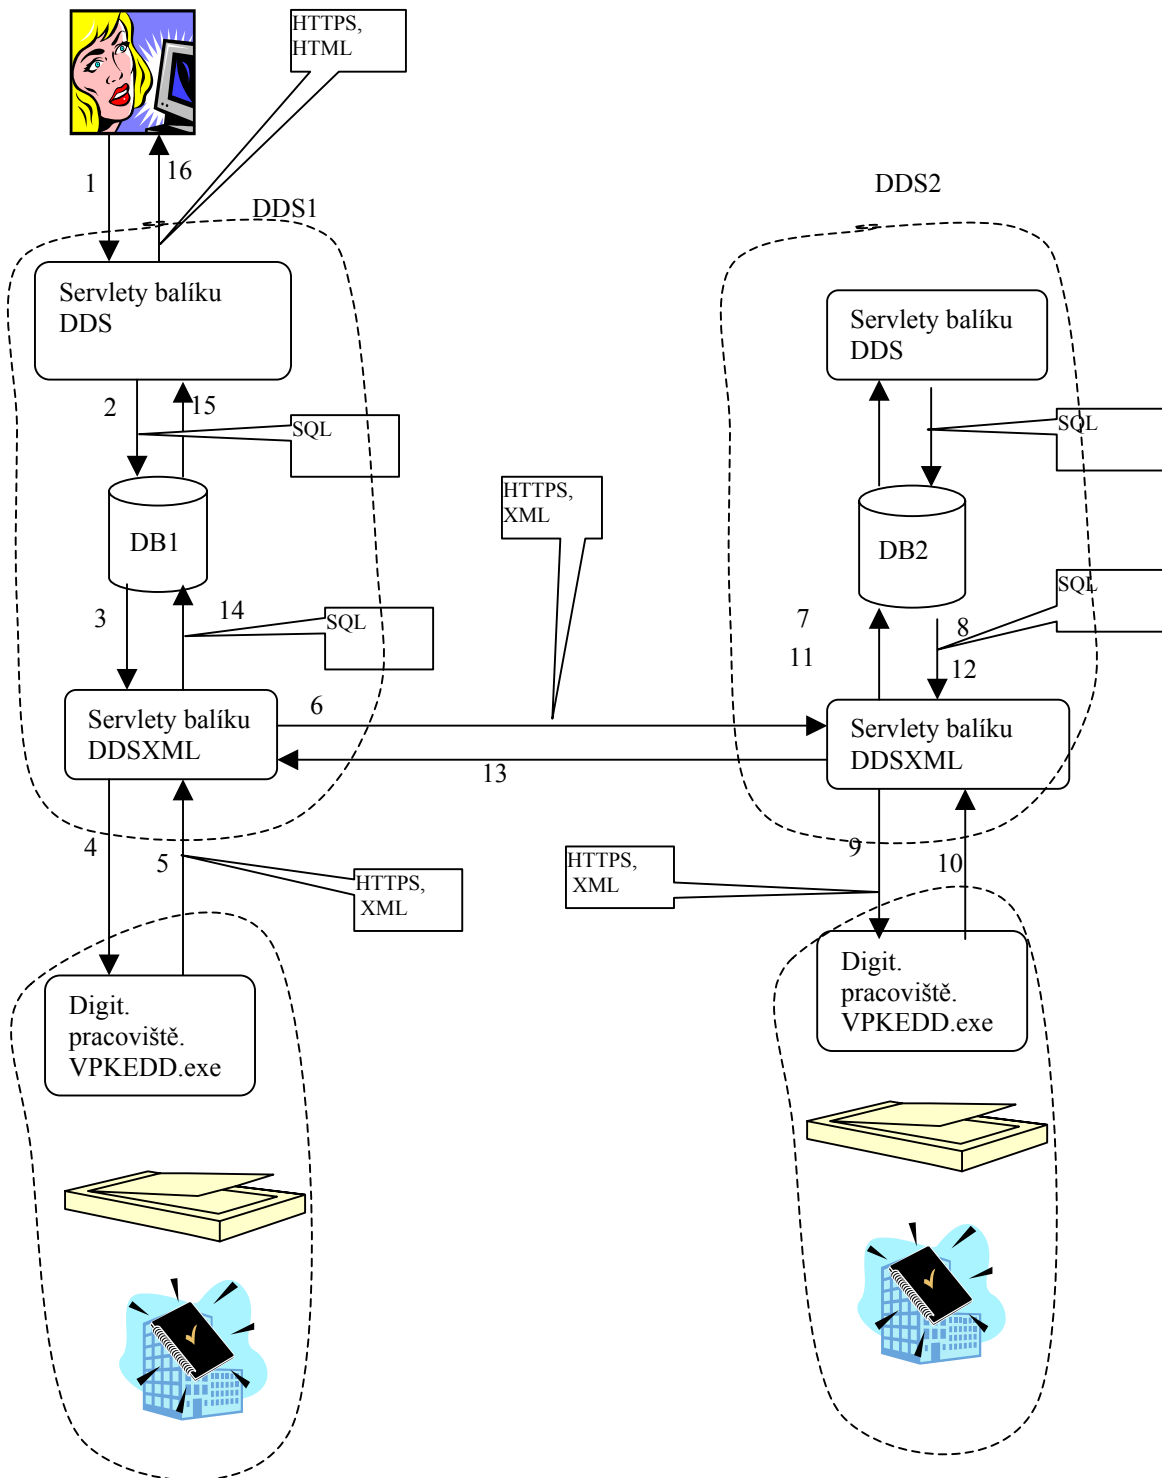 HTTPS,
HTML
1
16
DDS1
DDS2
Servlety balíku
DDS
Servlety balíku
DDS
2
15
SQL
SQL
HTTPS,
XML
DB1
DB2
3
14
SQL
SQL
7
8
11
12
6
Servlety balíku
DDSXML
Servlety balíku
DDSXML
13
4
5
9
10
HTTPS,
XML
HTTPS,
XML
Digit.
pracoviště.
VPKEDD.exe
Digit.
pracoviště.
VPKEDD.exe